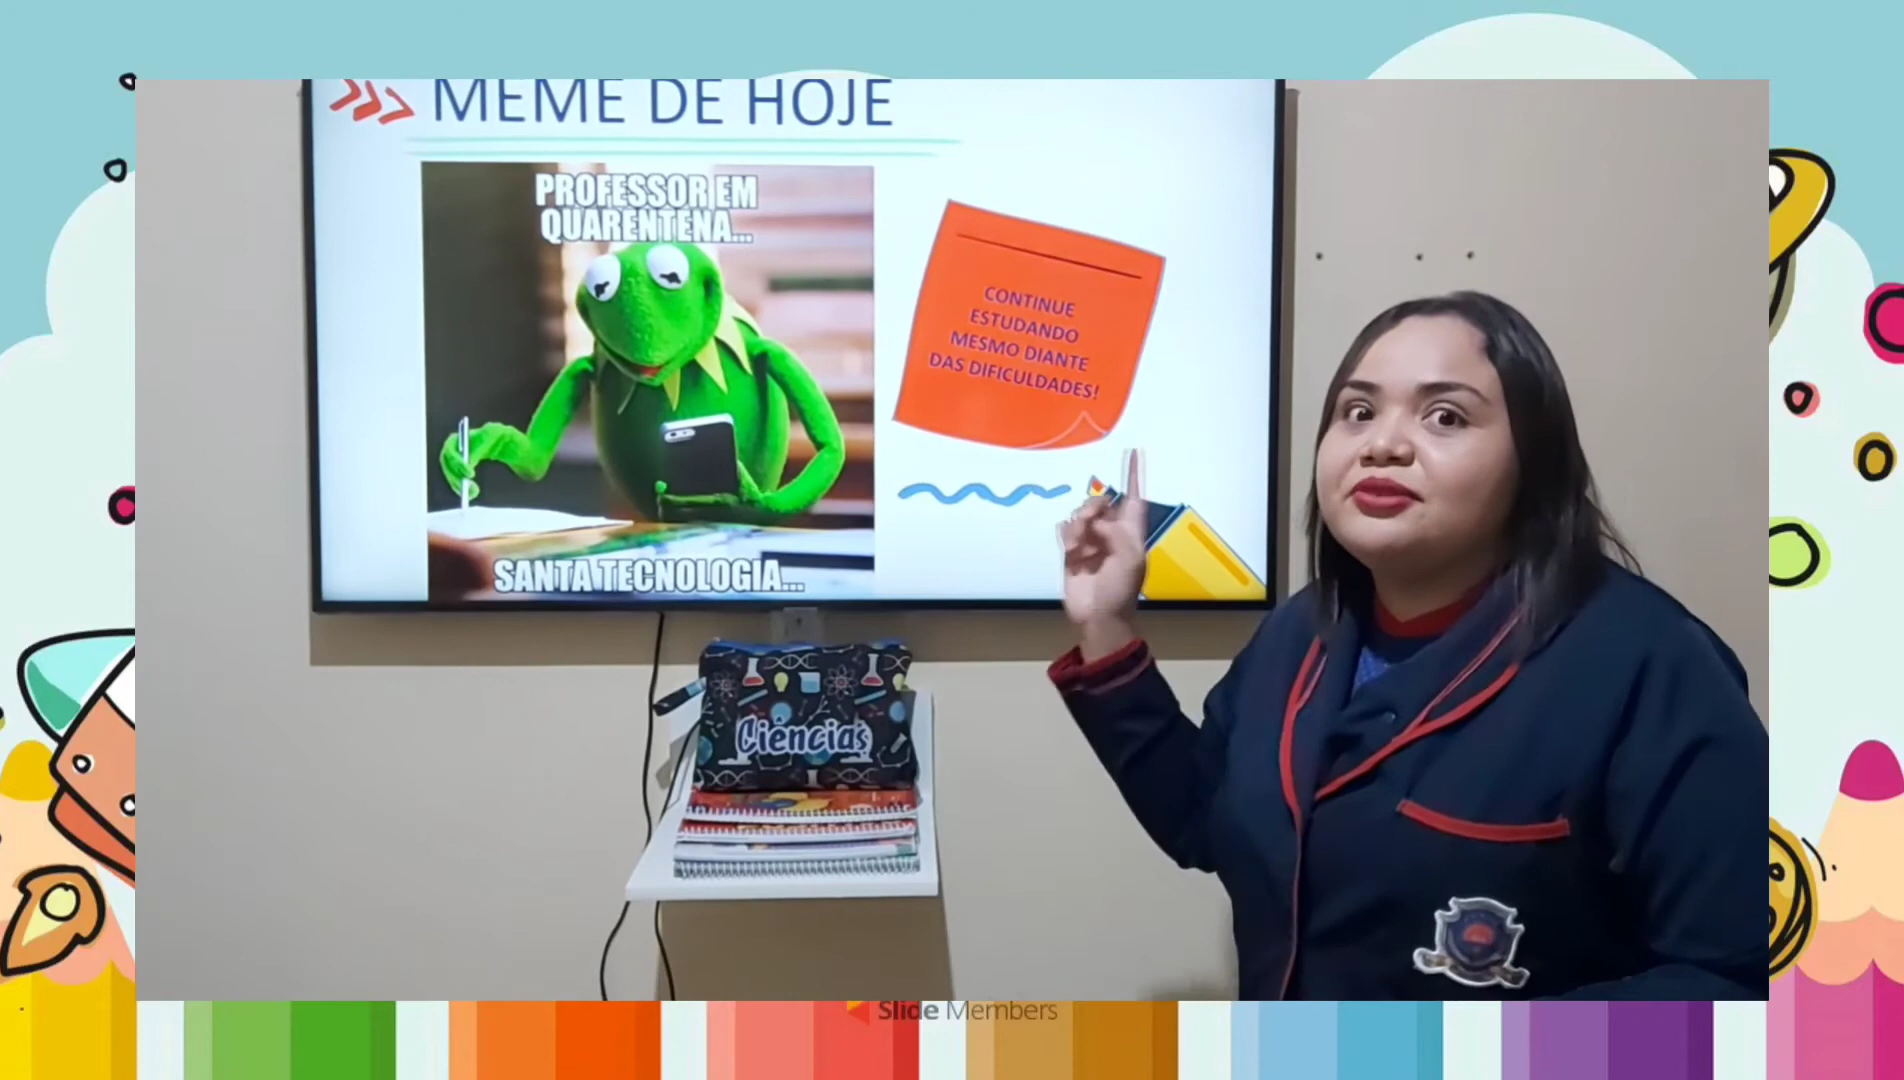 MEME DE HOJE
PROFESSOR EM
QUARENTENA...
SANTA TECNOLOGIA...
CONTINUE
ESTUDANDO
MESMO DIANTE
DAS DIFICULDADES!
Ciências
Slide Members